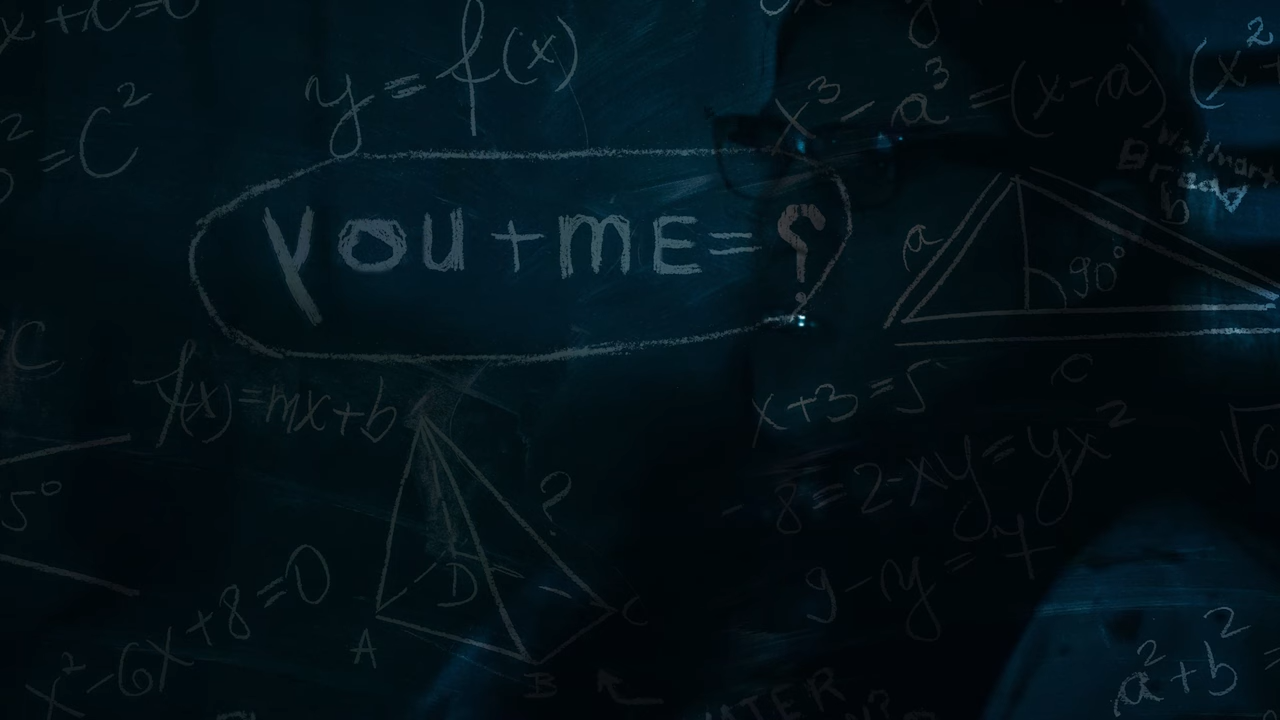 x+c=0
y=f(x)
x³-a³=(x-a)(x²+
²=C²
Walmart
Bread
b
YOU+ME=?
a
90°
C
x+3=5
c
f(x)=mx+b
-8=2-xy=yx²
5°
?
D
9-y=
x²-6x+8=0
A
B
C
a²+b²